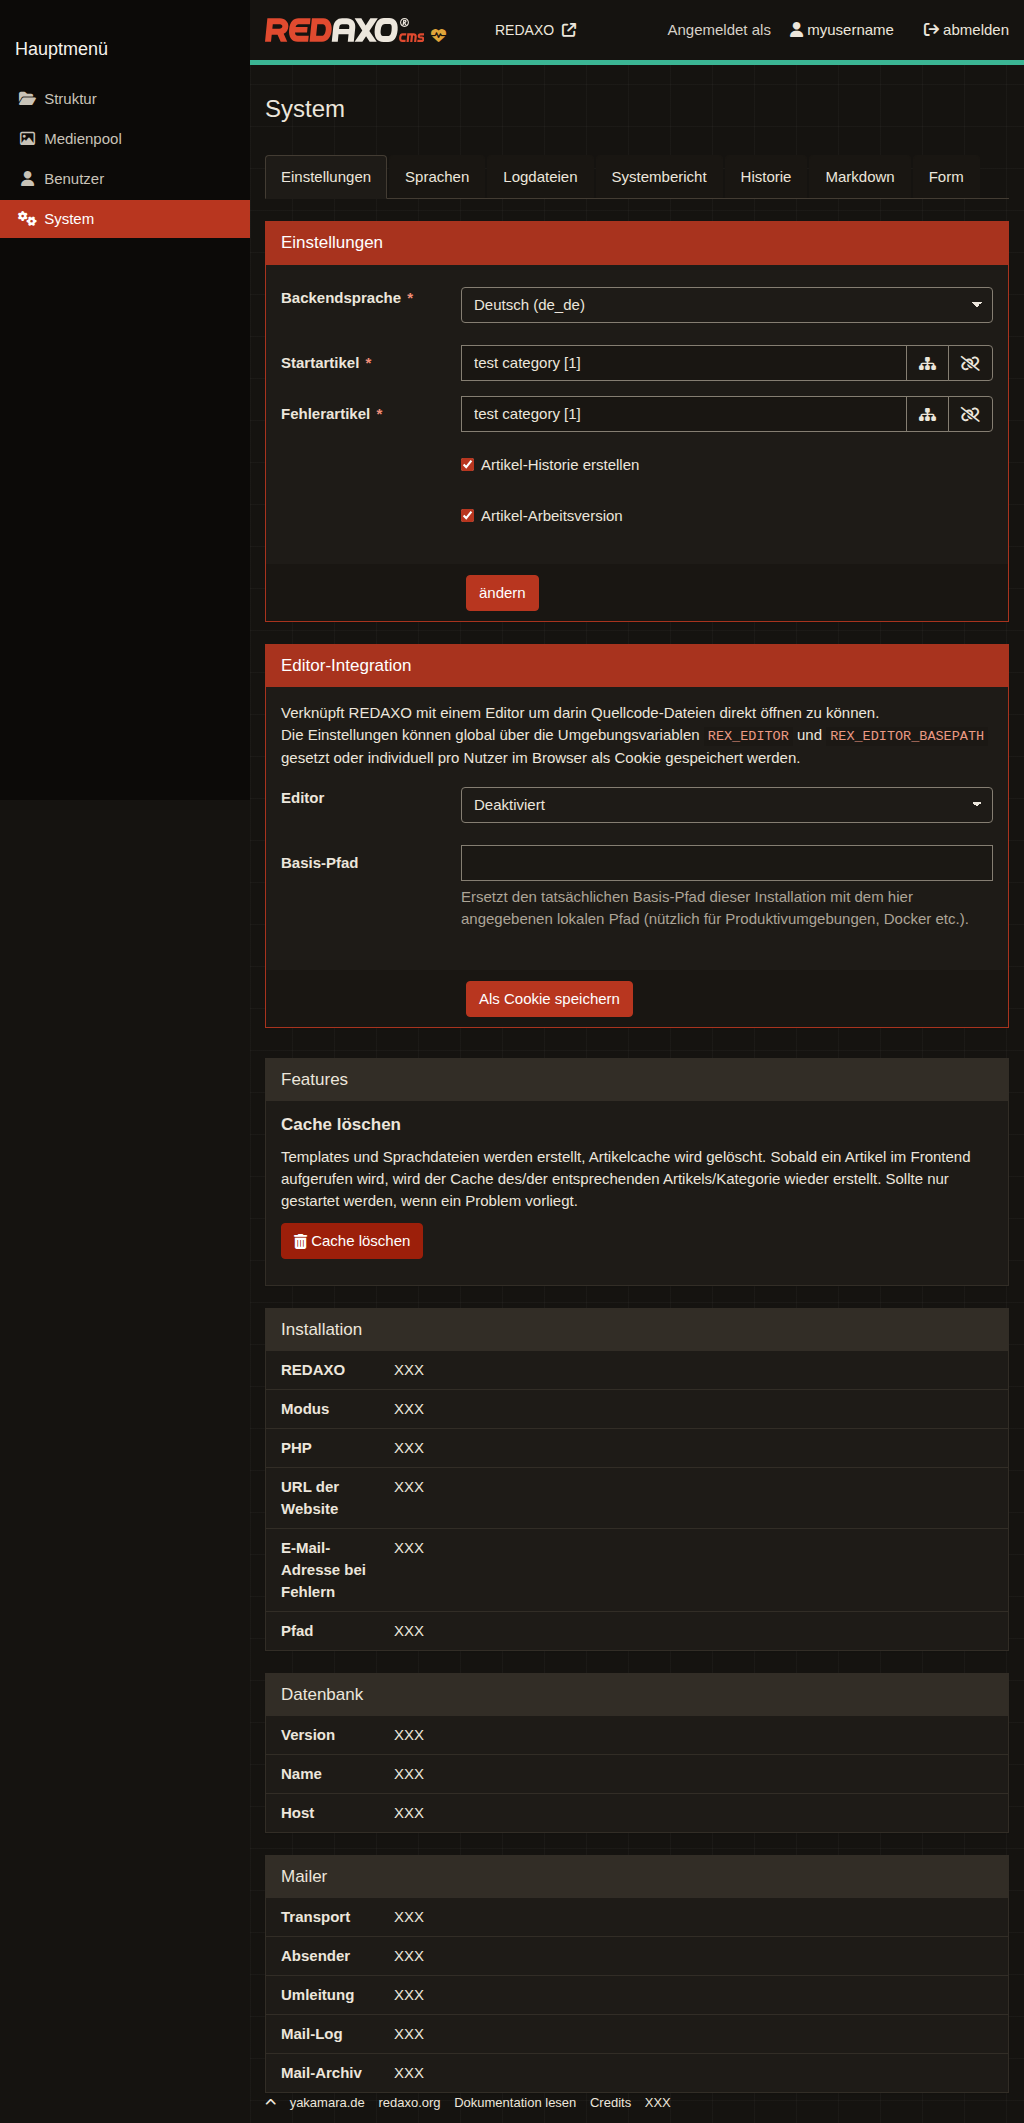 Hauptmenü
Struktur
Medienpool
Benutzer
System
REDAXO® cms
REDAXO
Angemeldet als myusername abmelden
System
Einstellungen Sprachen Logdateien Systembericht Historie Markdown Form
Einstellungen
Backendsprache * Deutsch (de_de)
Startartikel * test category [1]
Fehlerartikel * test category [1]
Artikel-Historie erstellen
Artikel-Arbeitsversion
ändern
Editor-Integration
Verknüpft REDAXO mit einem Editor um darin Quellcode-Dateien direkt öffnen zu können.
Die Einstellungen können global über die Umgebungsvariablen REX_EDITOR und REX_EDITOR_BASEPATH
gesetzt oder individuell pro Nutzer im Browser als Cookie gespeichert werden.
Editor Deaktiviert
Basis-Pfad
Ersetzt den tatsächlichen Basis-Pfad dieser Installation mit dem hier
angegebenen lokalen Pfad (nützlich für Produktivumgebungen, Docker etc.).
Als Cookie speichern
Features
Cache löschen
Templates und Sprachdateien werden erstellt, Artikelcache wird gelöscht. Sobald ein Artikel im Frontend
aufgerufen wird, wird der Cache des/der entsprechenden Artikels/Kategorie wieder erstellt. Sollte nur
gestartet werden, wenn ein Problem vorliegt.
Cache löschen
Installation
REDAXO XXX
Modus XXX
PHP XXX
URL der XXX
Website
E-Mail- XXX
Adresse bei
Fehlern
Pfad XXX
Datenbank
Version XXX
Name XXX
Host XXX
Mailer
Transport XXX
Absender XXX
Umleitung XXX
Mail-Log XXX
Mail-Archiv XXX
yakamara.de redaxo.org Dokumentation lesen Credits XXX